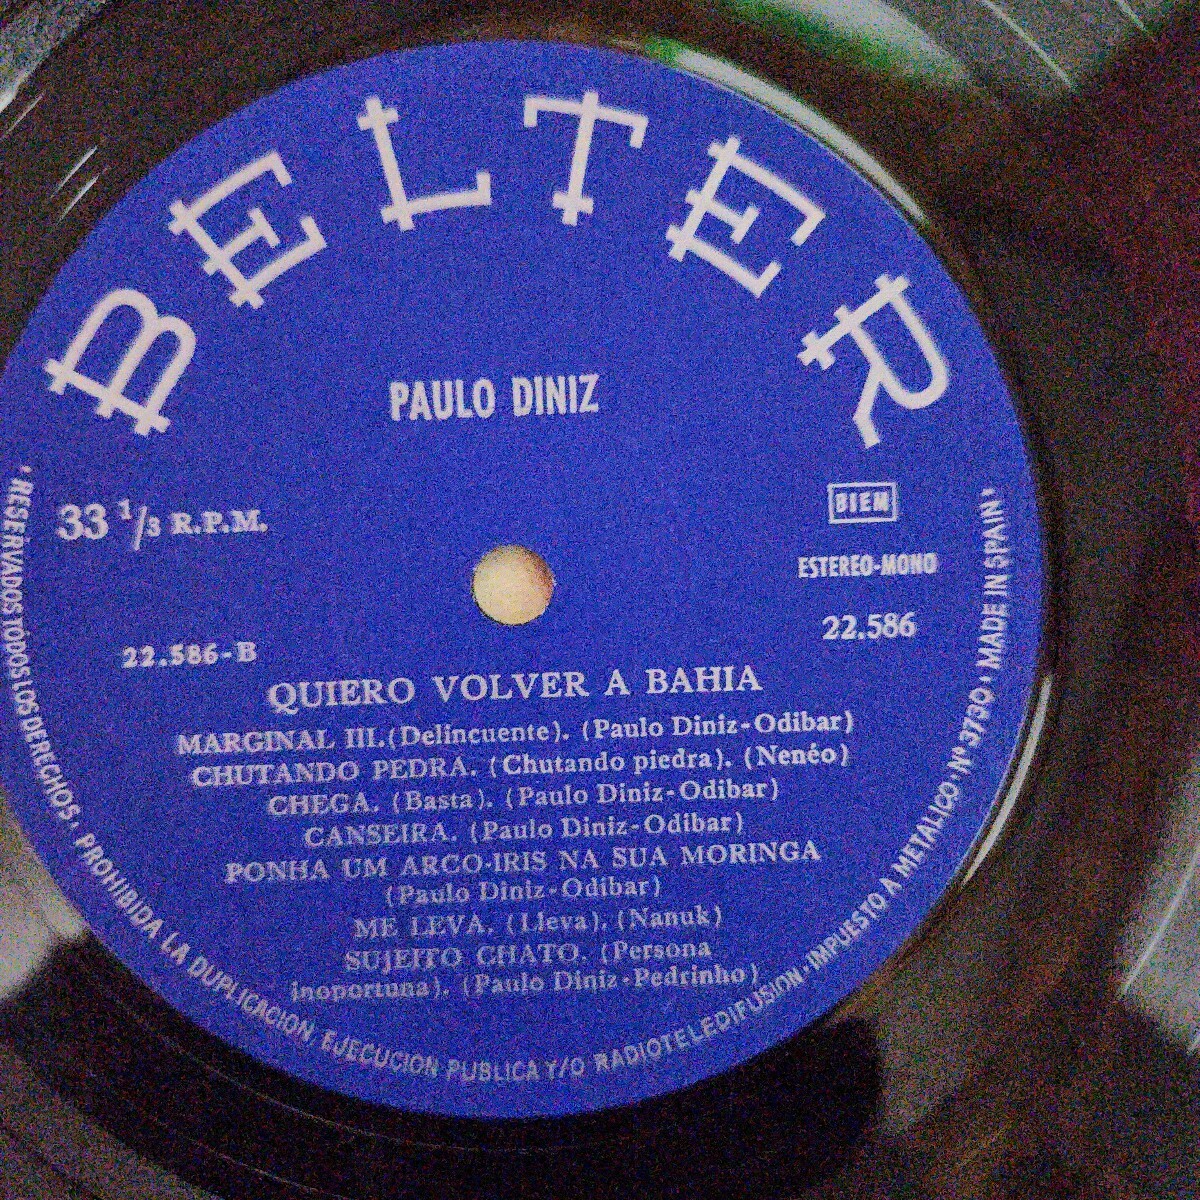 BELTER
PAULO DINIZ
33 1/3 R.P.M.
BIEM
ESTEREO-MONO
22.586
22.586-B
QUIERO VOLVER A BAHIA
MARGINAL III.(Delincuente). (Paulo Diniz-Odibar)
CHUTANDO PEDRA. (Chutando piedra). (Nenéo)
CHEGA. (Basta). (Paulo Diniz-Odibar)
CANSEIRA. (Paulo Diniz-Odibar)
PONHA UM ARCO-IRIS NA SUA MORINGA
(Paulo Diniz-Odibar)
ME LEVA. (Lleva). (Nanuk)
SUJEITO CHATO. (Persona
inoportuna). (Paulo Diniz-Pedrinho)
• RESERVADOS TÓDOS LOS DERECHOS • PROHIBIDA LA DUPLICACION, EJECUCION PUBLICA Y/O RADIOTELEDIFUSION • IMPUESTO A METALICO • Nº 3730 • MADE IN SPAIN •